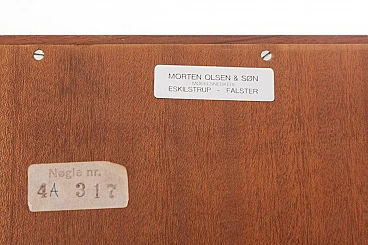 MORTEN OLSEN & SØN
MØBELSNEDKERI
ESKILSTRUP - FALSTER
Nøgle nr.
4A 317